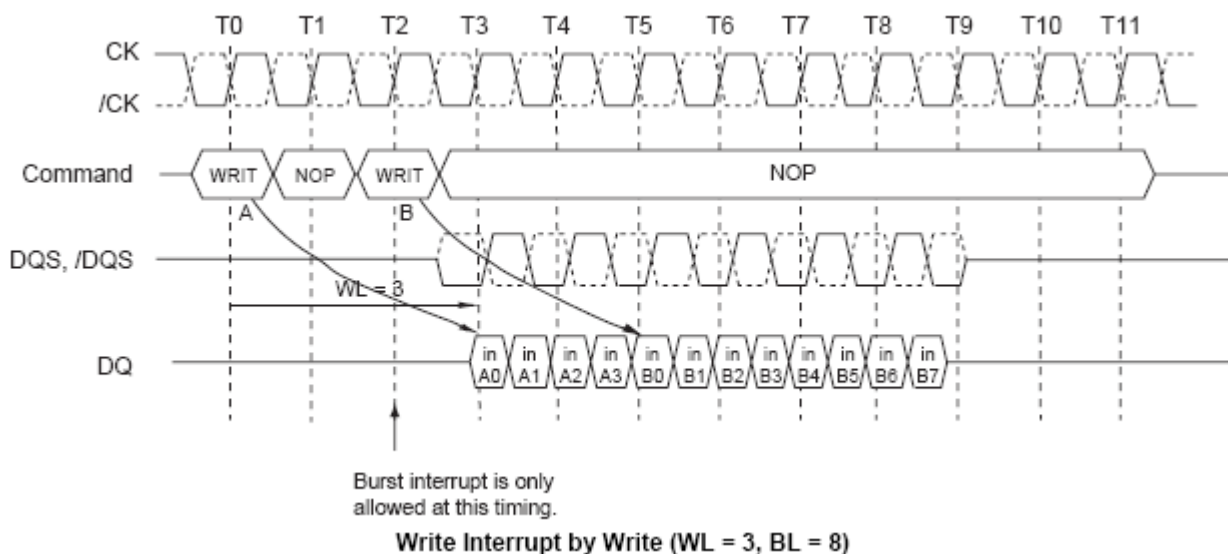 T0 T1 T2 T3 T4 T5 T6 T7 T8 T9 T10 T11
CK
/CK
Command WRIT NOP WRIT NOP
A B
DQS, /DQS
WL = 3
DQ in A0 in A1 in A2 in A3 in B0 in B1 in B2 in B3 in B4 in B5 in B6 in B7
Burst interrupt is only
allowed at this timing.
Write Interrupt by Write (WL = 3, BL = 8)